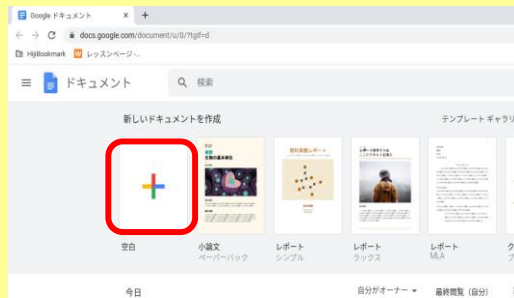 Google ドキュメント
docs.google.com/document/u/0/?tgif=d
HijiBookmark レッスンページ -..
ドキュメント
検索
新しいドキュメントを作成
テンプレート ギャラリ
空白
小論文
ペーパーバック
レポート
シンプル
レポート
ラックス
レポート
MLA
今日
自分がオーナー
最終閲覧（自分）